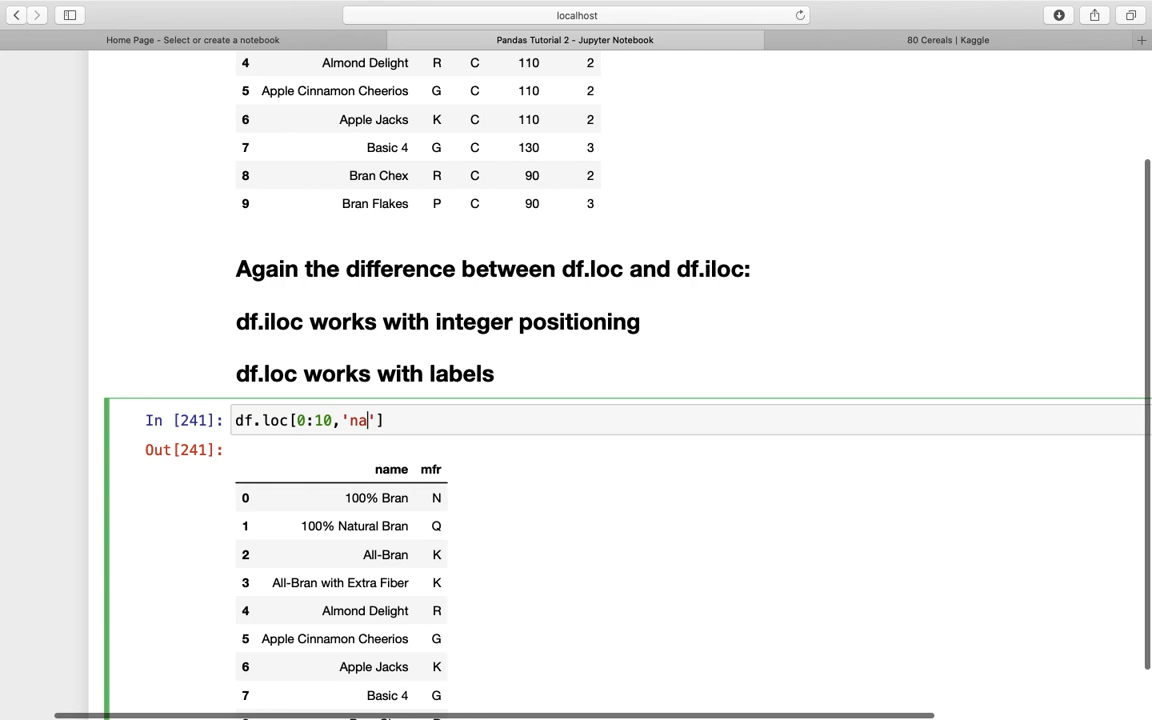 localhost
Home Page - Select or create a notebook
Pandas Tutorial 2 - Jupyter Notebook
80 Cereals | Kaggle
4 Almond Delight R C 110 2
5 Apple Cinnamon Cheerios G C 110 2
6 Apple Jacks K C 110 2
7 Basic 4 G C 130 3
8 Bran Chex R C 90 2
9 Bran Flakes P C 90 3
Again the difference between df.loc and df.iloc:
df.iloc works with integer positioning
df.loc works with labels
In [241]: df.loc[0:10,'na']
Out[241]:
name mfr
0 100% Bran N
1 100% Natural Bran Q
2 All-Bran K
3 All-Bran with Extra Fiber K
4 Almond Delight R
5 Apple Cinnamon Cheerios G
6 Apple Jacks K
7 Basic 4 G